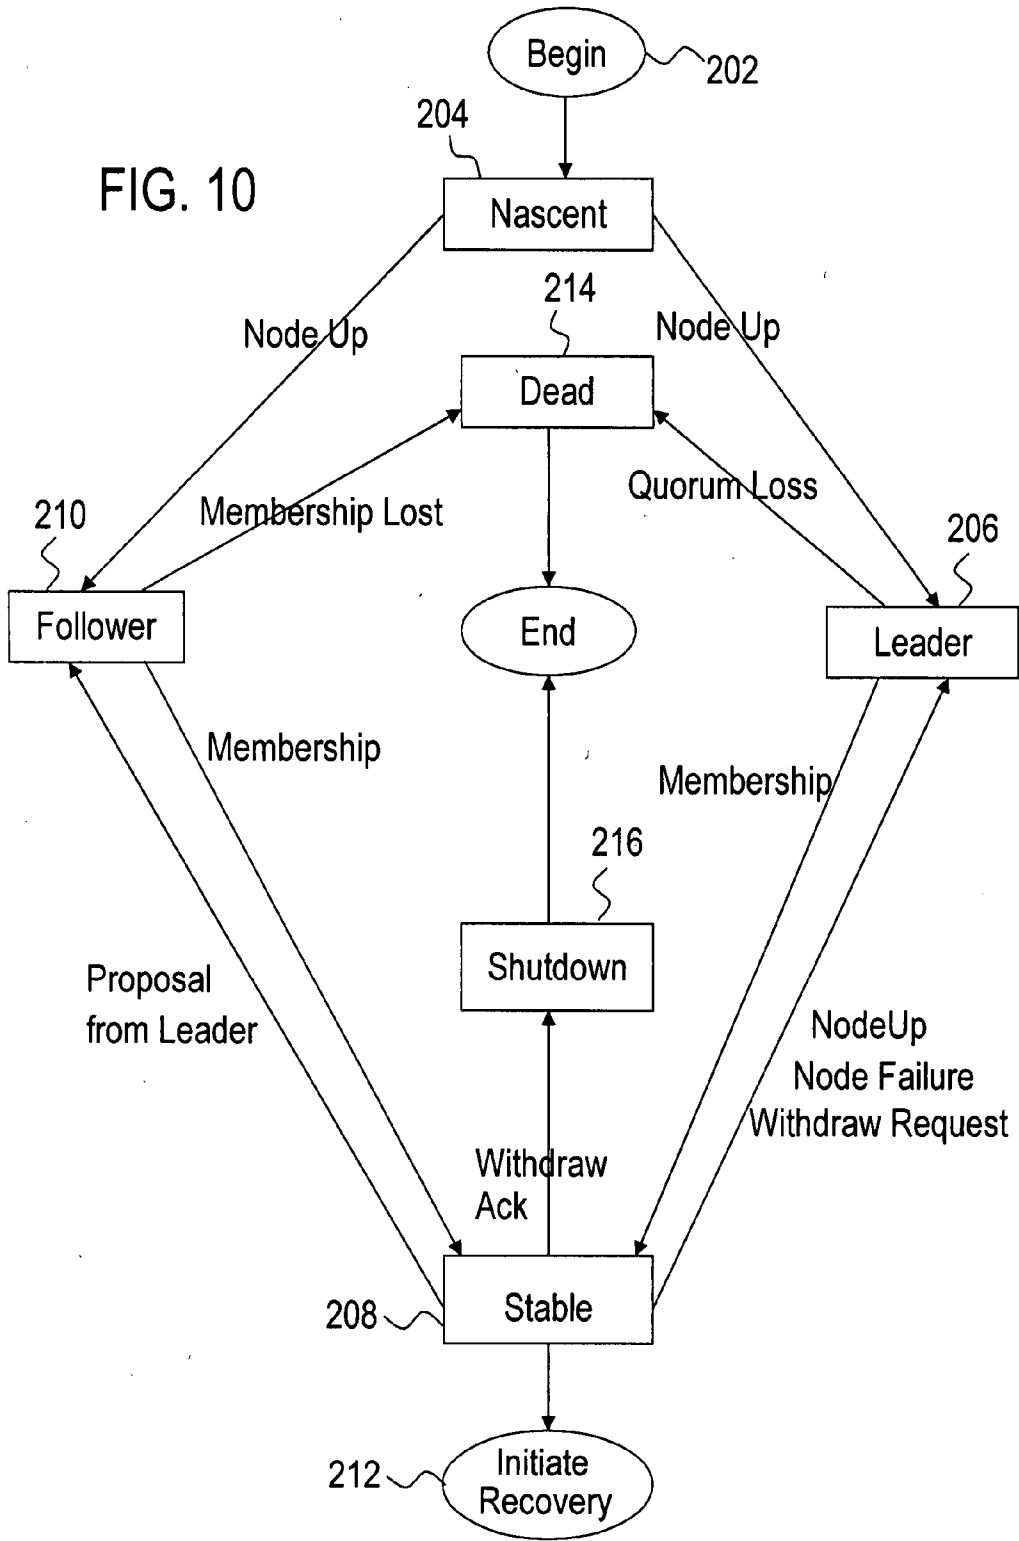 Begin
202
204
FIG. 10
Nascent
214
Node Up
Node Up
Dead
Quorum Loss
210
Membership Lost
206
Follower
End
Leader
Membership
Membership
216
Shutdown
Proposal
from Leader
NodeUp
Node Failure
Withdraw Request
Withdraw
Ack
208
Stable
212
Initiate
Recovery